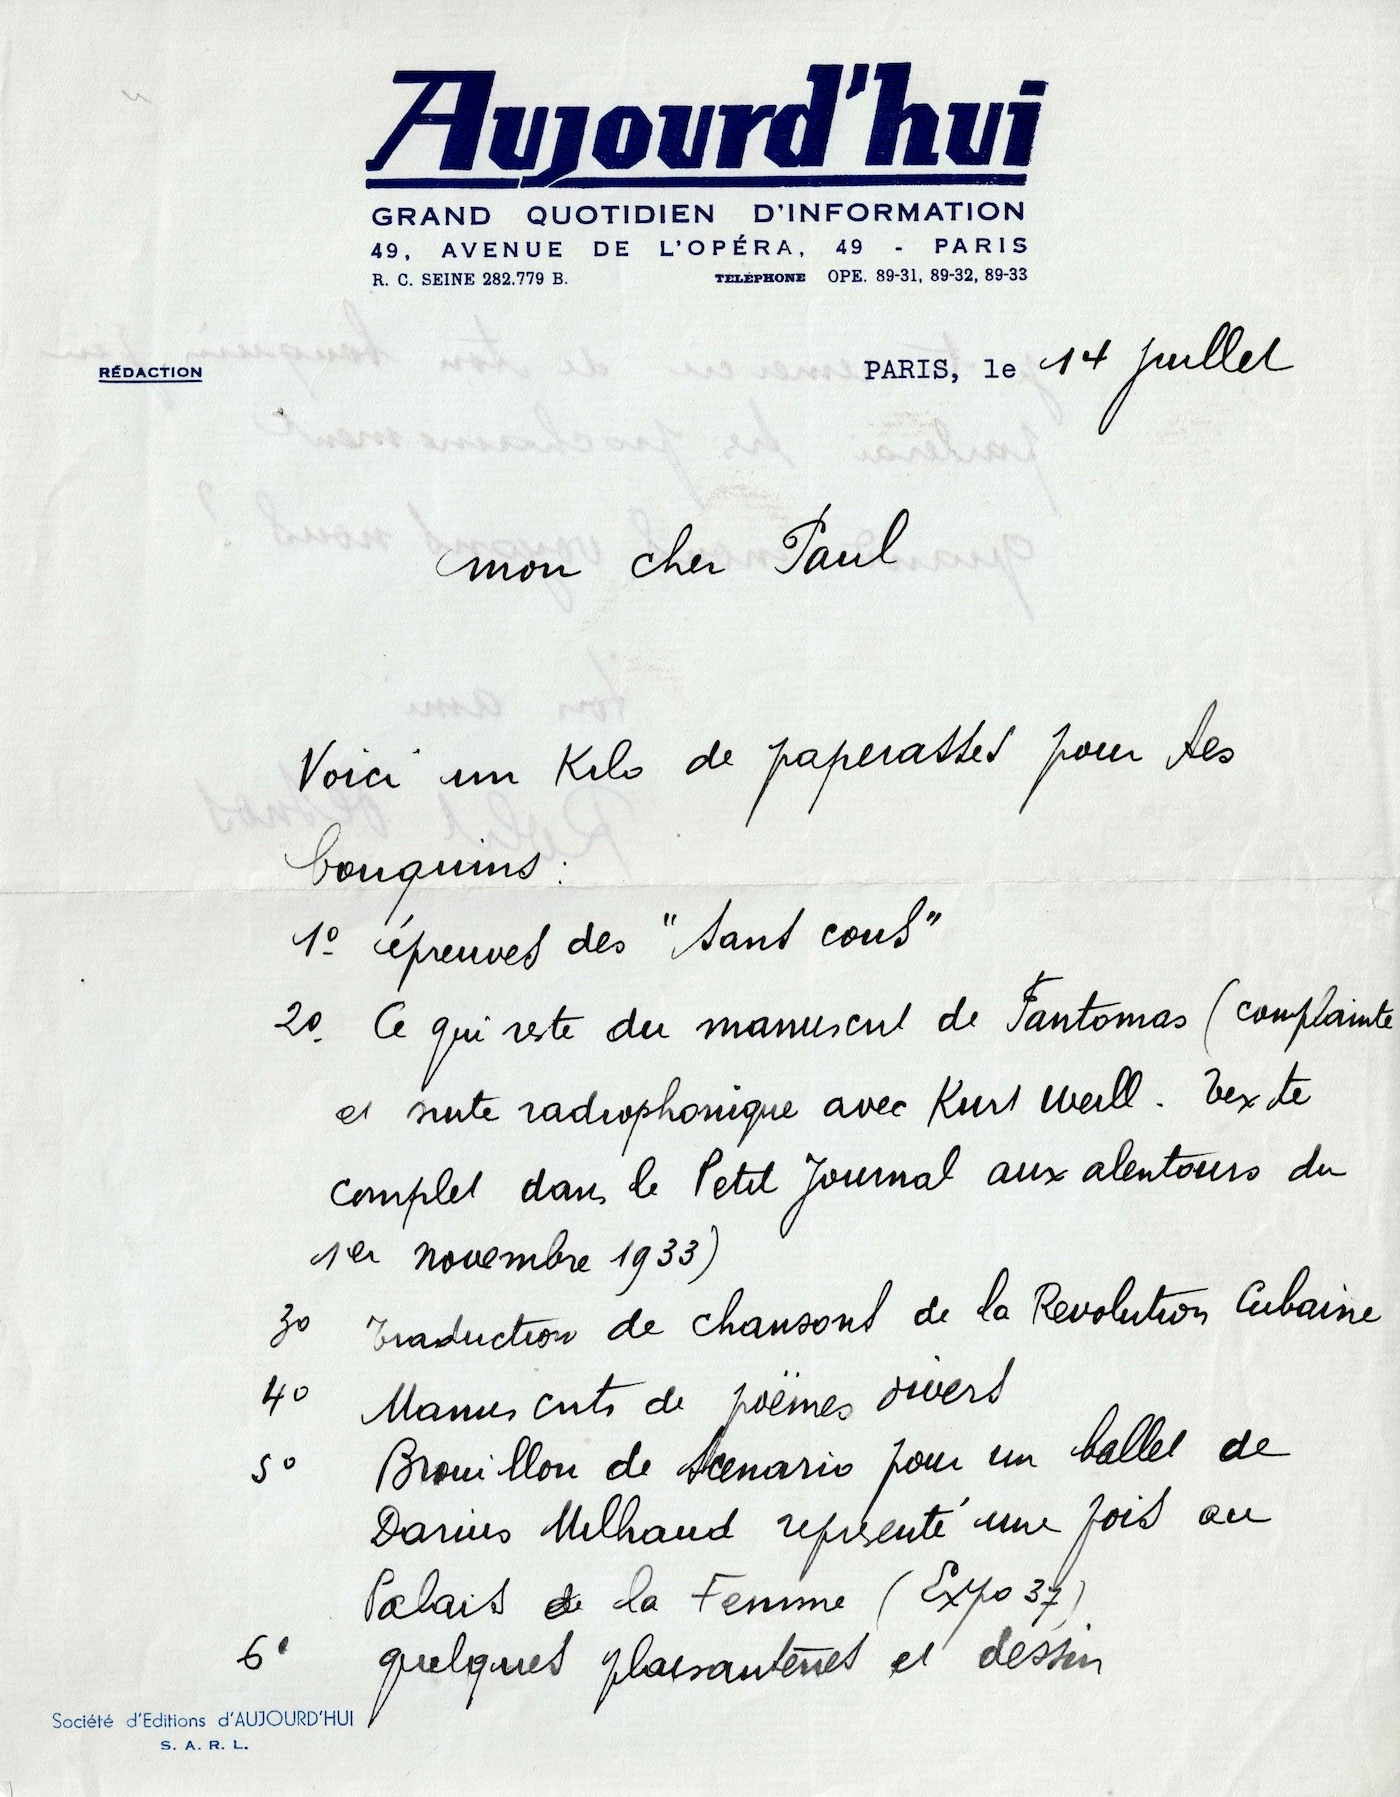 Aujourd'hui
GRAND QUOTIDIEN D'INFORMATION
49, AVENUE DE L'OPÉRA, 49 - PARIS
R. C. SEINE 282.779 B. TÉLÉPHONE OPE. 89-31, 89-32, 89-33
RÉDACTION
PARIS, le 14 juillet
mon cher Paul
Voici un Kilo de paperasses pour tes
bouquins :
1º épreuves des "Sans cous"
2º Ce qui reste du manuscrit de Fantomas (complainte
et suite radiophonique avec Kurt Weill. Texte
complet dans le Petit Journal aux alentours du
1er novembre 1933)
3º Traduction de chansons de la Revolution Cubaine
4º Manuscrits de poëmes divers
5º Brouillon de Scenario pour un ballet de
Darius Milhaud representé une fois au
Palais de la Femme (Expo 37)
6º quelques plaisanteries et dessin
Société d'Editions d'AUJOURD'HUI
S. A. R. L.